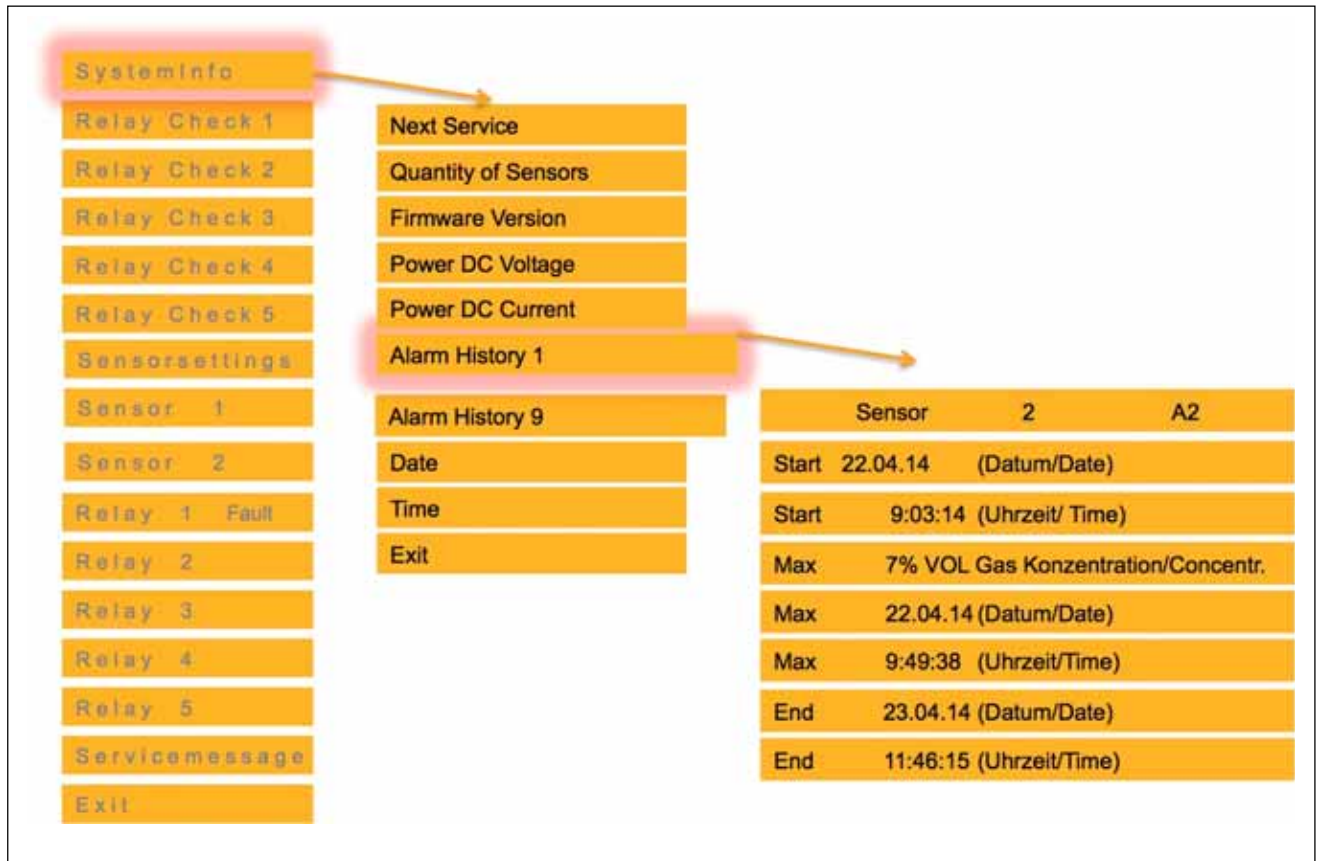 SystemInfo
Relay Check 1
Relay Check 2
Relay Check 3
Relay Check 4
Relay Check 5
Sensorsettings
Sensor 1
Sensor 2
Relay 1 Fault
Relay 2
Relay 3
Relay 4
Relay 5
Servicemessage
Exit
Next Service
Quantity of Sensors
Firmware Version
Power DC Voltage
Power DC Current
Alarm History 1
Alarm History 9
Date
Time
Exit
Sensor 2 A2
Start 22.04.14 (Datum/Date)
Start 9:03:14 (Uhrzeit/ Time)
Max 7% VOL Gas Konzentration/Concentr.
Max 22.04.14 (Datum/Date)
Max 9:49:38 (Uhrzeit/Time)
End 23.04.14 (Datum/Date)
End 11:46:15 (Uhrzeit/Time)